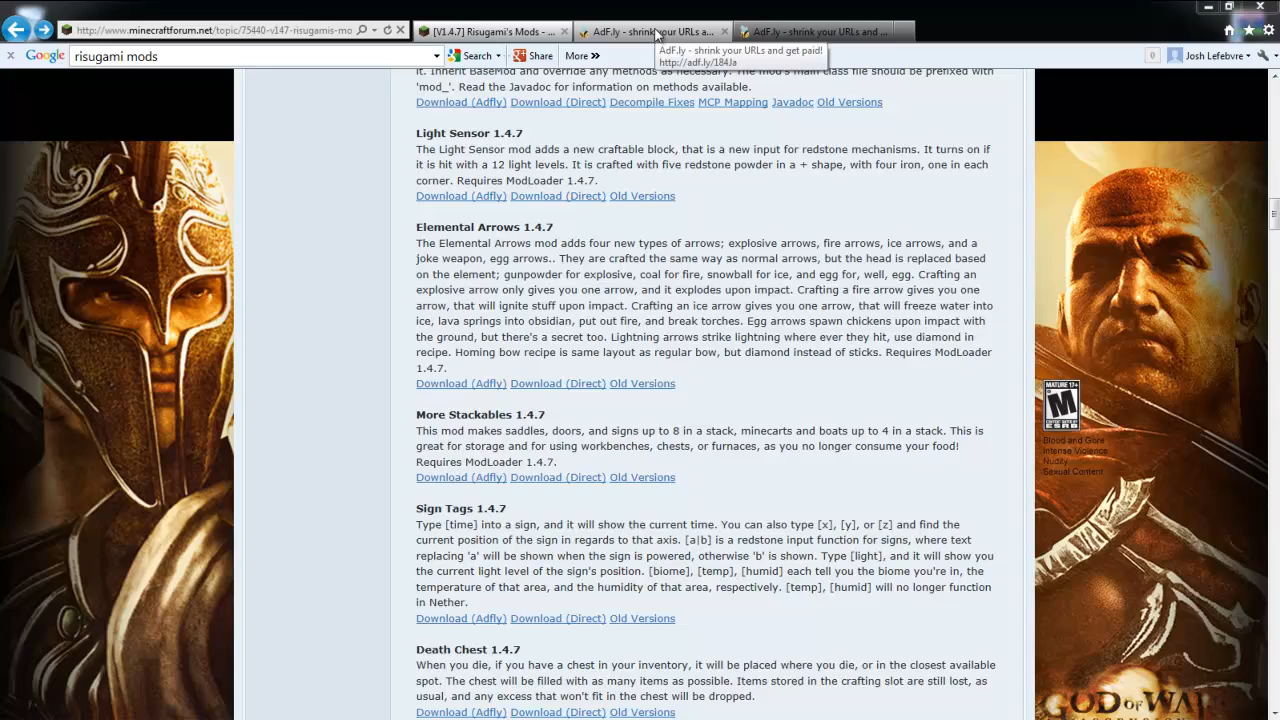 http://www.minecraftforum.net/topic/75440-v147-risugamis-mo
[V1.4.7] Risugami's Mods - ...
AdF.ly - shrink your URLs a...
AdF.ly - shrink your URLs and ...
x
risugami mods
Search
Share
More »
AdF.ly - shrink your URLs and get paid!
http://adf.ly/184Ja
0
Josh Lefebvre
it. Inherit BaseMod and override any methods as necessary. The mod's main class file should be prefixed with
'mod_'. Read the Javadoc for information on methods available.
Download (Adfly) Download (Direct) Decompile Fixes MCP Mapping Javadoc Old Versions
Light Sensor 1.4.7
The Light Sensor mod adds a new craftable block, that is a new input for redstone mechanisms. It turns on if
it is hit with a 12 light levels. It is crafted with five redstone powder in a + shape, with four iron, one in each
corner. Requires ModLoader 1.4.7.
Download (Adfly) Download (Direct) Old Versions
Elemental Arrows 1.4.7
The Elemental Arrows mod adds four new types of arrows; explosive arrows, fire arrows, ice arrows, and a
joke weapon, egg arrows.. They are crafted the same way as normal arrows, but the head is replaced based
on the element; gunpowder for explosive, coal for fire, snowball for ice, and egg for, well, egg. Crafting an
explosive arrow only gives you one arrow, and it explodes upon impact. Crafting a fire arrow gives you one
arrow, that will ignite stuff upon impact. Crafting an ice arrow gives you one arrow, that will freeze water into
ice, lava springs into obsidian, put out fire, and break torches. Egg arrows spawn chickens upon impact with
the ground, but there's a secret too. Lightning arrows strike lightning where ever they hit, use diamond in
recipe. Homing bow recipe is same layout as regular bow, but diamond instead of sticks. Requires ModLoader
1.4.7.
Download (Adfly) Download (Direct) Old Versions
More Stackables 1.4.7
This mod makes saddles, doors, and signs up to 8 in a stack, minecarts and boats up to 4 in a stack. This is
great for storage and for using workbenches, chests, or furnaces, as you no longer consume your food!
Requires ModLoader 1.4.7.
Download (Adfly) Download (Direct) Old Versions
Sign Tags 1.4.7
Type [time] into a sign, and it will show the current time. You can also type [x], [y], or [z] and find the
current position of the sign in regards to that axis. [a|b] is a redstone input function for signs, where text
replacing 'a' will be shown when the sign is powered, otherwise 'b' is shown. Type [light], and it will show you
the current light level of the sign's position. [biome], [temp], [humid] each tell you the biome you're in, the
temperature of that area, and the humidity of that area, respectively. [temp], [humid] will no longer function
in Nether.
Download (Adfly) Download (Direct) Old Versions
Death Chest 1.4.7
When you die, if you have a chest in your inventory, it will be placed where you die, or in the closest available
spot. The chest will be filled with as many items as possible. Items stored in the crafting slot are still lost, as
usual, and any excess that won't fit in the chest will be dropped.
Download (Adfly) Download (Direct) Old Versions
MATURE 17+
M
ESRB
Blood and Gore
Intense Violence
Nudity
Sexual Content
GOD OF WAR